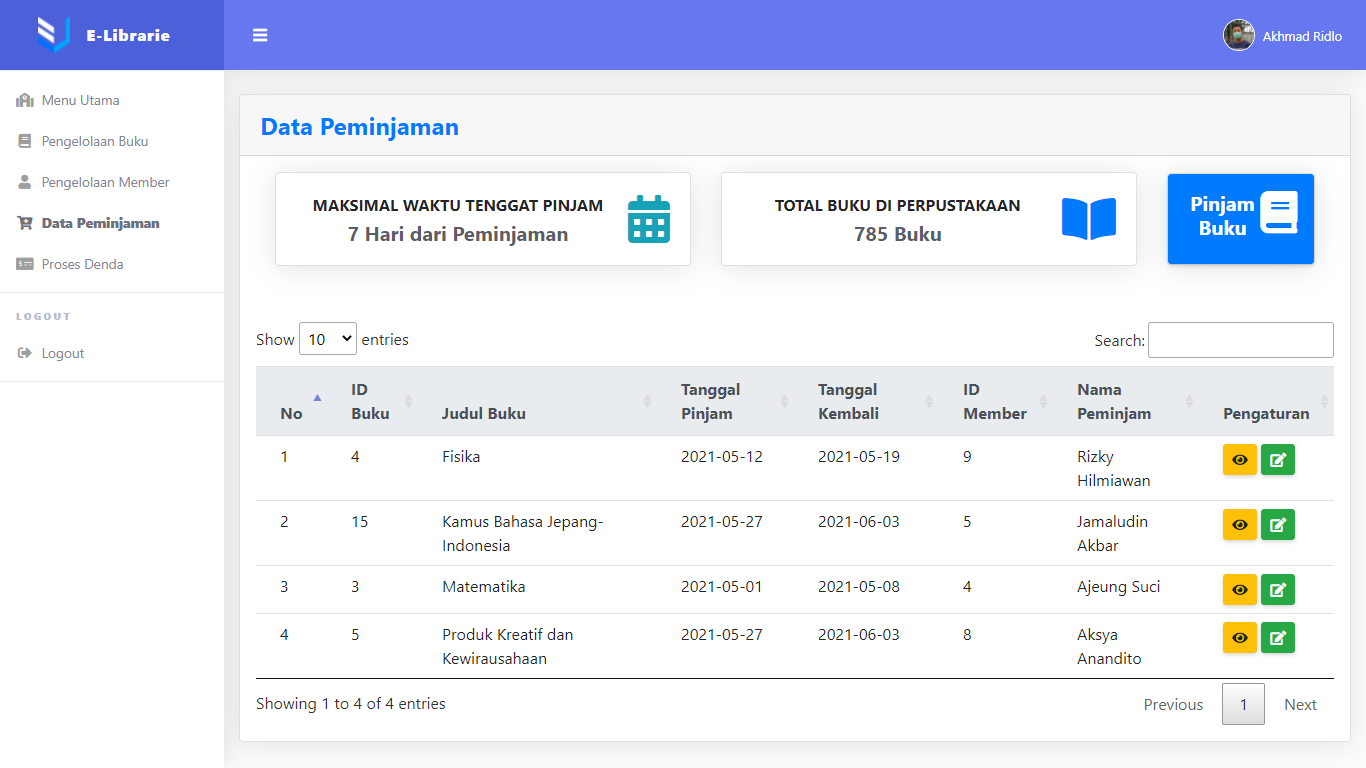 E-Librarie
Akhmad Ridlo
Menu Utama
Pengelolaan Buku
Pengelolaan Member
Data Peminjaman
Proses Denda
LOGOUT
Logout
Data Peminjaman
MAKSIMAL WAKTU TENGGAT PINJAM
7 Hari dari Peminjaman
TOTAL BUKU DI PERPUSTAKAAN
785 Buku
Pinjam
Buku
Show 10 entries
Search:
No ID Buku Judul Buku Tanggal Pinjam Tanggal Kembali ID Member Nama Peminjam Pengaturan
1 4 Fisika 2021-05-12 2021-05-19 9 Rizky Hilmiawan
2 15 Kamus Bahasa Jepang-Indonesia 2021-05-27 2021-06-03 5 Jamaludin Akbar
3 3 Matematika 2021-05-01 2021-05-08 4 Ajeung Suci
4 5 Produk Kreatif dan Kewirausahaan 2021-05-27 2021-06-03 8 Aksya Anandito
Showing 1 to 4 of 4 entries
Previous 1 Next